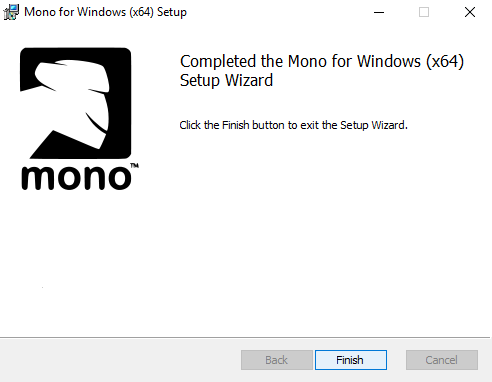 Mono for Windows (x64) Setup
Completed the Mono for Windows (x64)
Setup Wizard
Click the Finish button to exit the Setup Wizard.
mono™
Back
Finish
Cancel